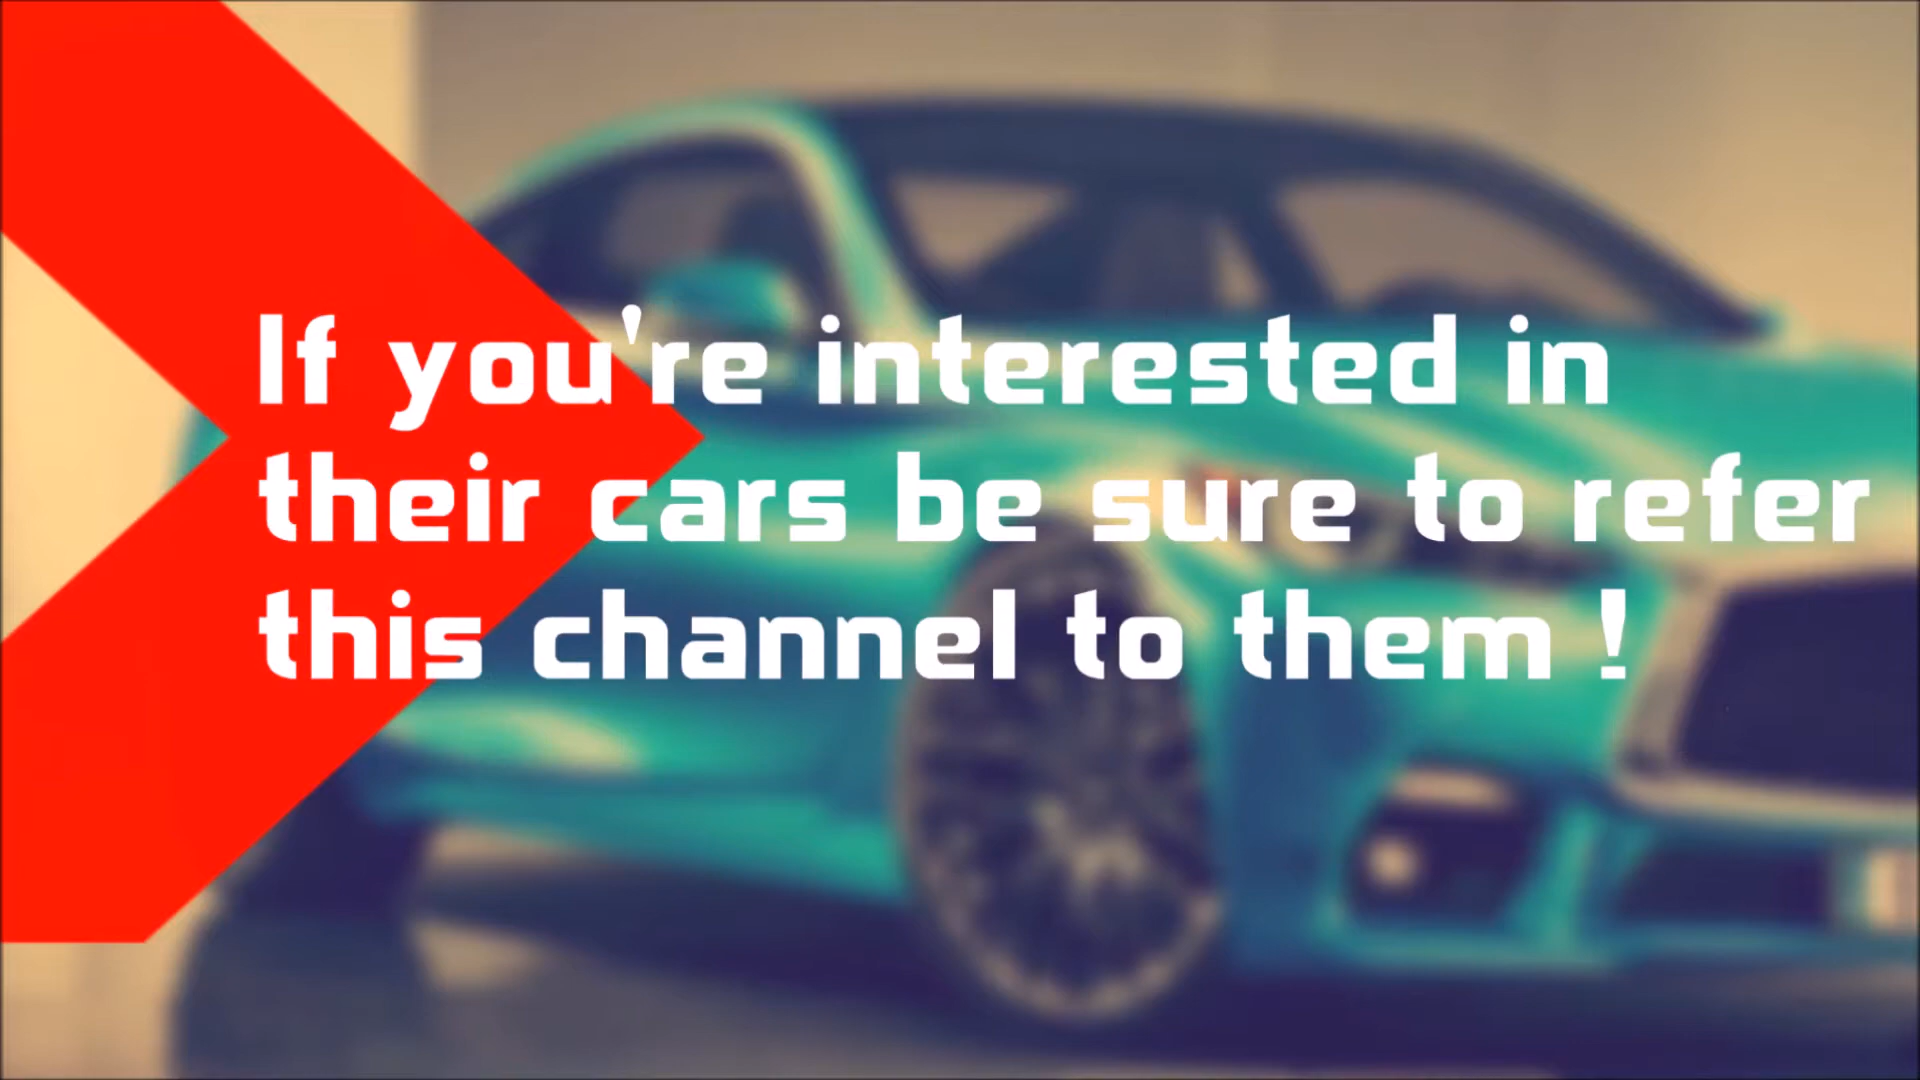 If you're interested in
their cars be sure to refer
this channel to them !